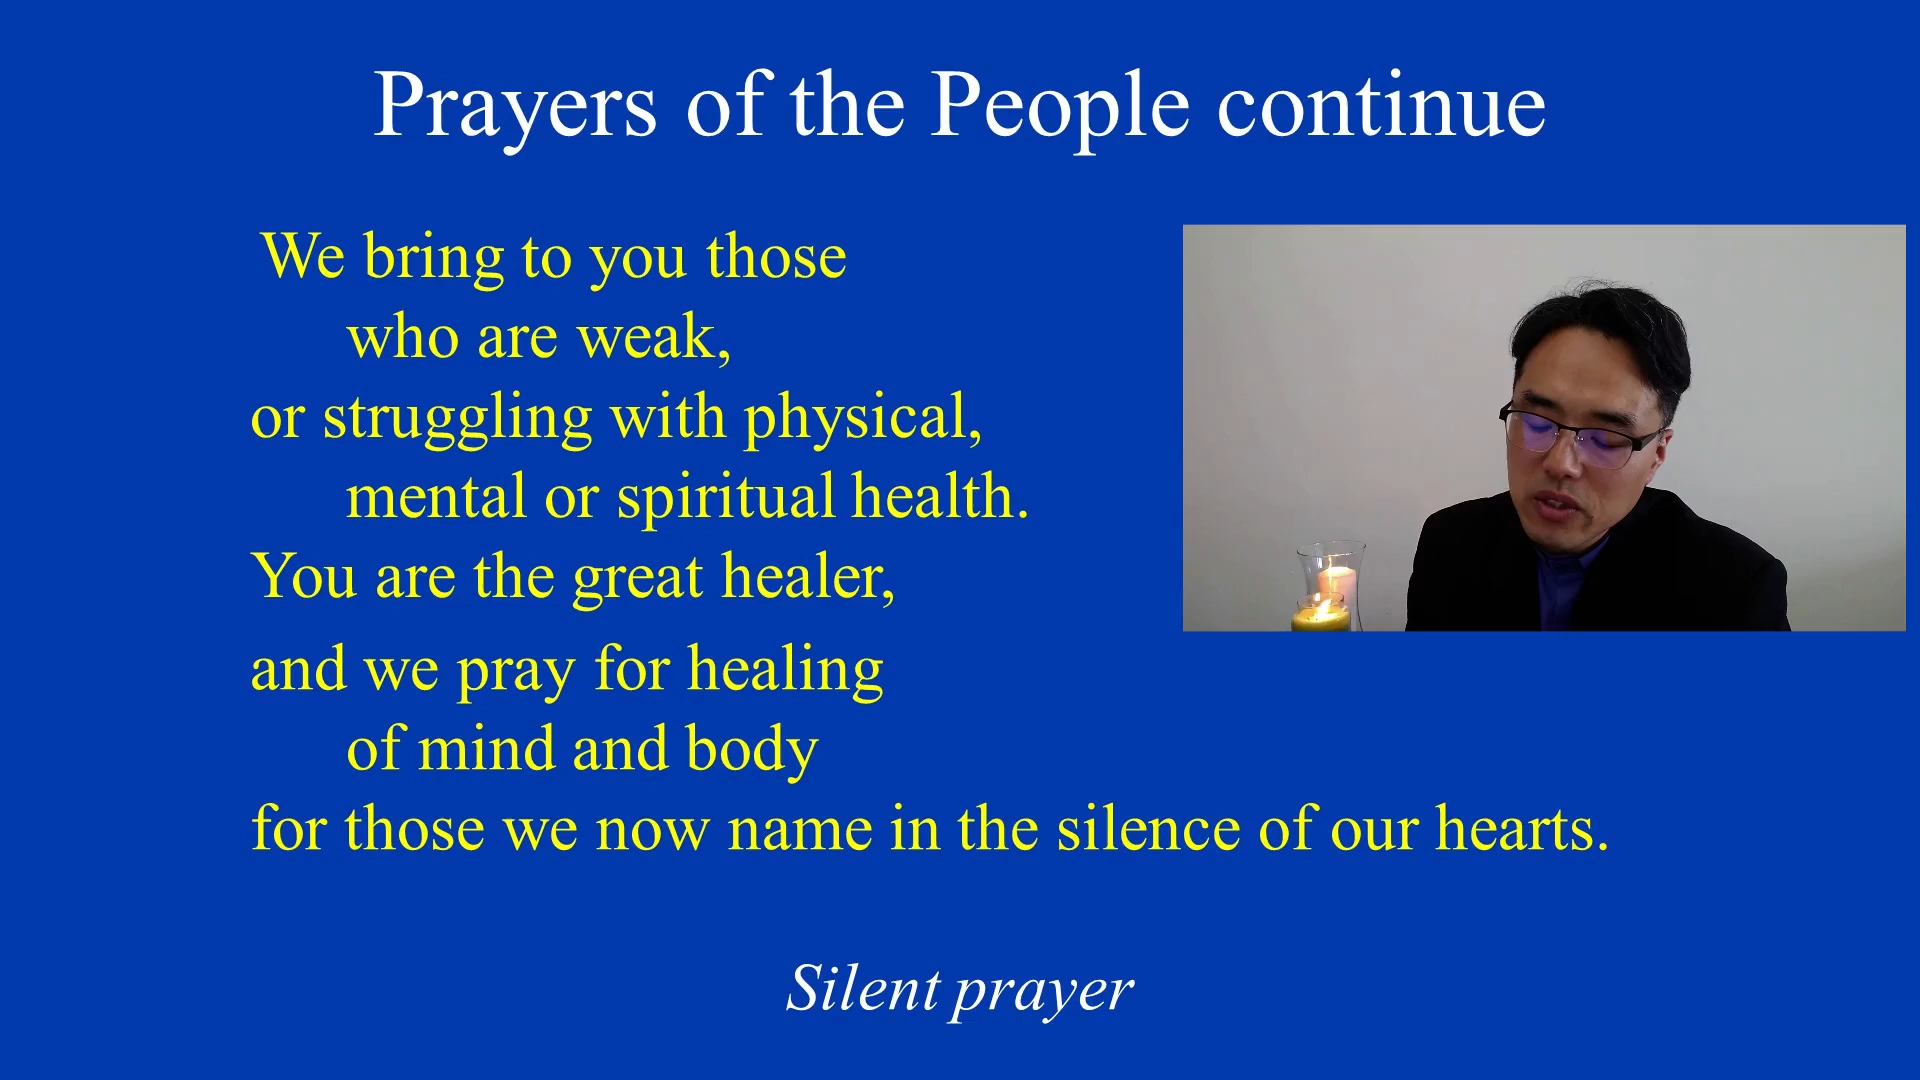 Prayers of the People continue
We bring to you those
who are weak,
or struggling with physical,
mental or spiritual health.
You are the great healer,
and we pray for healing
of mind and body
for those we now name in the silence of our hearts.
Silent prayer